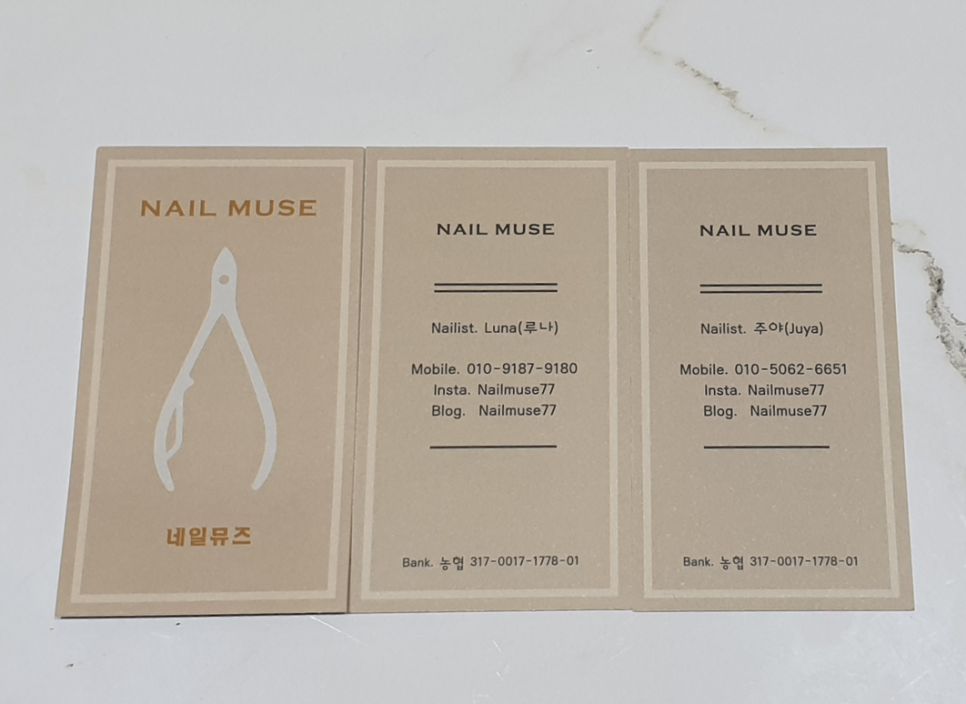 NAIL MUSE
네일뮤즈
NAIL MUSE
Nailist. Luna(루나)
Mobile. 010-9187-9180
Insta. Nailmuse77
Blog. Nailmuse77
Bank. 농협 317-0017-1778-01
NAIL MUSE
Nailist. 주야(Juya)
Mobile. 010-5062-6651
Insta. Nailmuse77
Blog. Nailmuse77
Bank. 농협 317-0017-1778-01